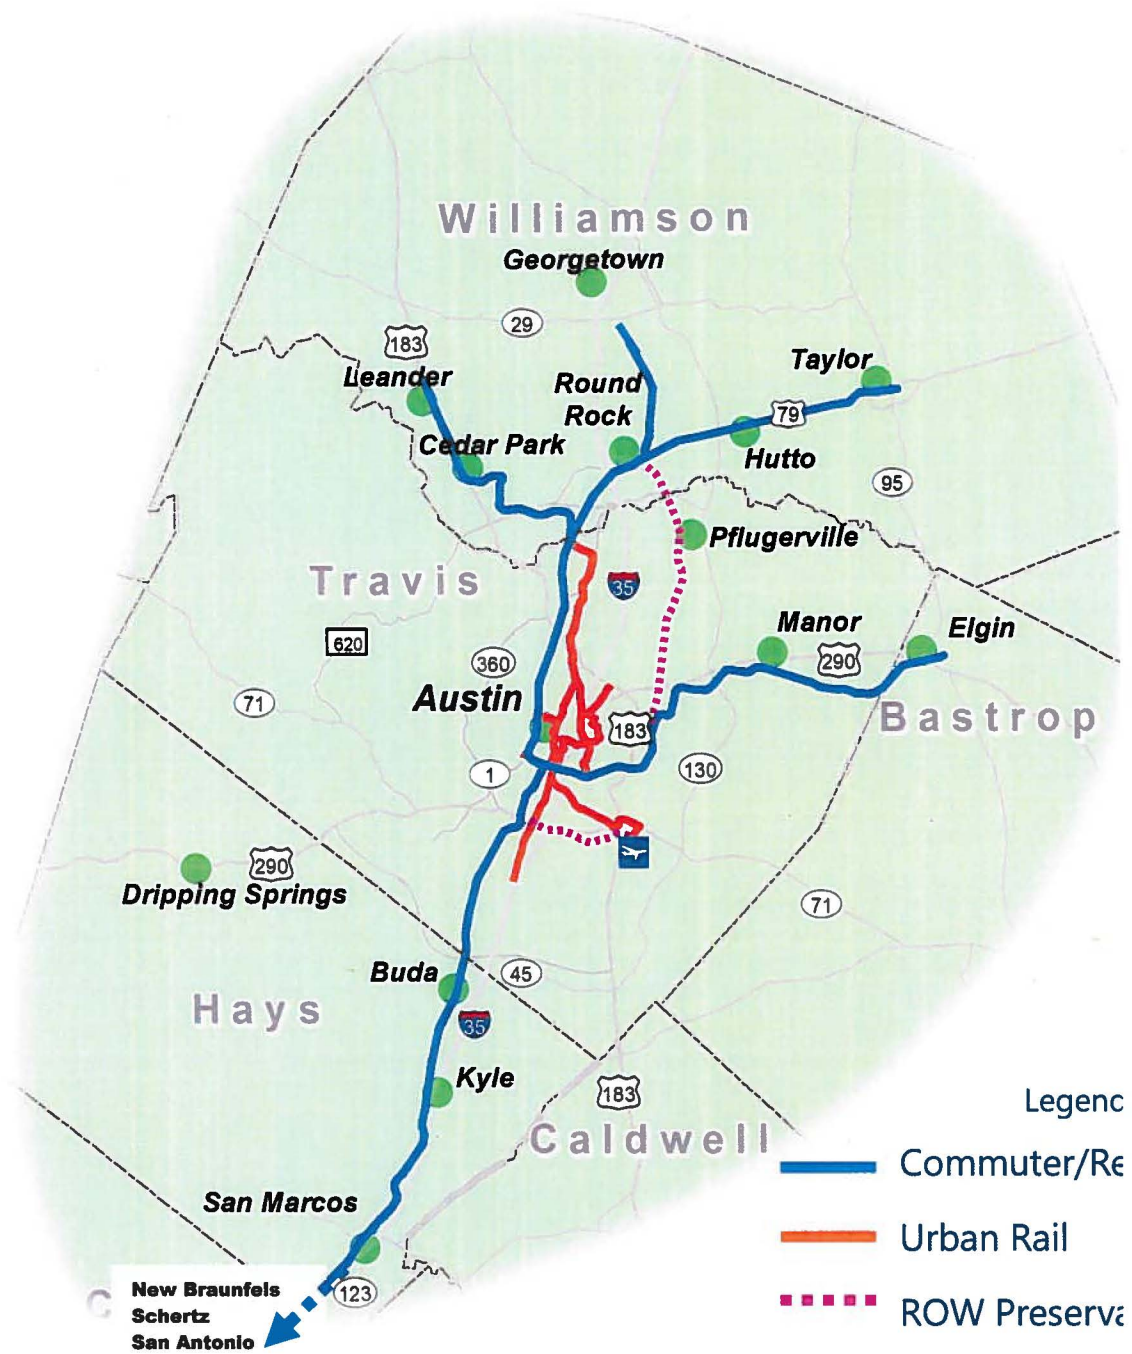 Williamson
Georgetown
29
183
Leander
Round
Rock
Taylor
79
Cedar Park
Hutto
95
Pflugerville
Travis
35
620
360
Manor
290
Elgin
71
Austin
183
Bastrop
1
130
290
Dripping Springs
71
Buda
45
Hays
35
Kyle
183
Caldwell
San Marcos
123
C
New Braunfels
Schertz
San Antonio
Legend
Commuter/Re
Urban Rail
ROW Preserva